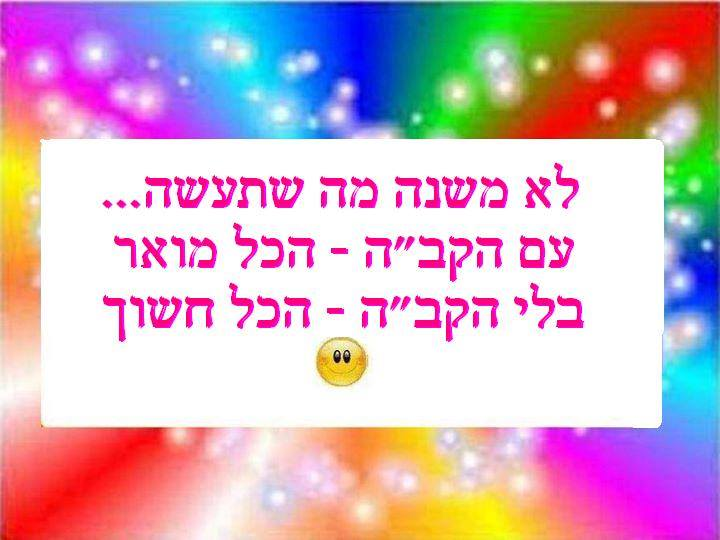 לא משנה מה שתעשה...
עם הקב"ה - הכל מואר
בלי הקב"ה - הכל חשוך